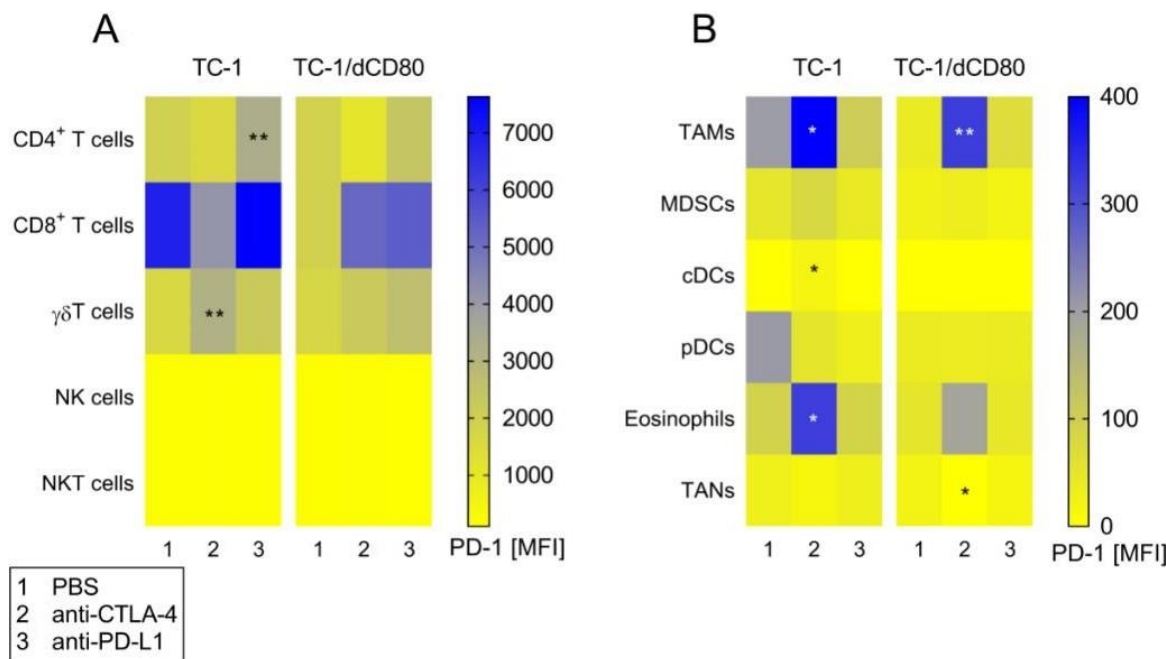 A
TC-1 TC-1/dCD80
CD4⁺ T cells
**
CD8⁺ T cells
γδT cells
**
NK cells
NKT cells
1 2 3 1 2 3
7000
6000
5000
4000
3000
2000
1000
PD-1 [MFI]
1 PBS
2 anti-CTLA-4
3 anti-PD-L1
B
TC-1 TC-1/dCD80
TAMs
* **
MDSCs
cDCs
*
pDCs
Eosinophils
*
TANs
*
1 2 3 1 2 3
400
300
200
100
0
PD-1 [MFI]